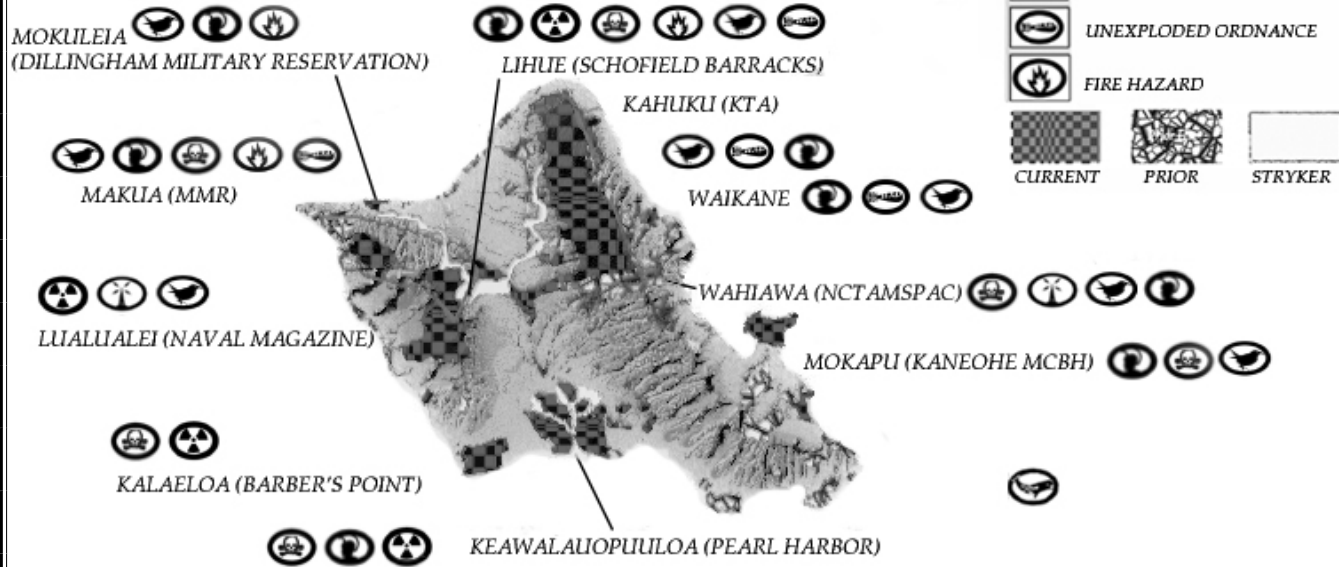 MOKULEIA
(DILLINGHAM MILITARY RESERVATION)
LIHUE (SCHOFIELD BARRACKS)
KAHUKU (KTA)
MAKUA (MMR)
WAIKANE
LUALUALEI (NAVAL MAGAZINE)
WAHIAWA (NCTAMSPAC)
MOKAPU (KANEOHE MCBH)
KALAELOA (BARBER'S POINT)
KEAWALAUOPUULOA (PEARL HARBOR)
UNEXPLODED ORDNANCE
FIRE HAZARD
CURRENT PRIOR STRYKER